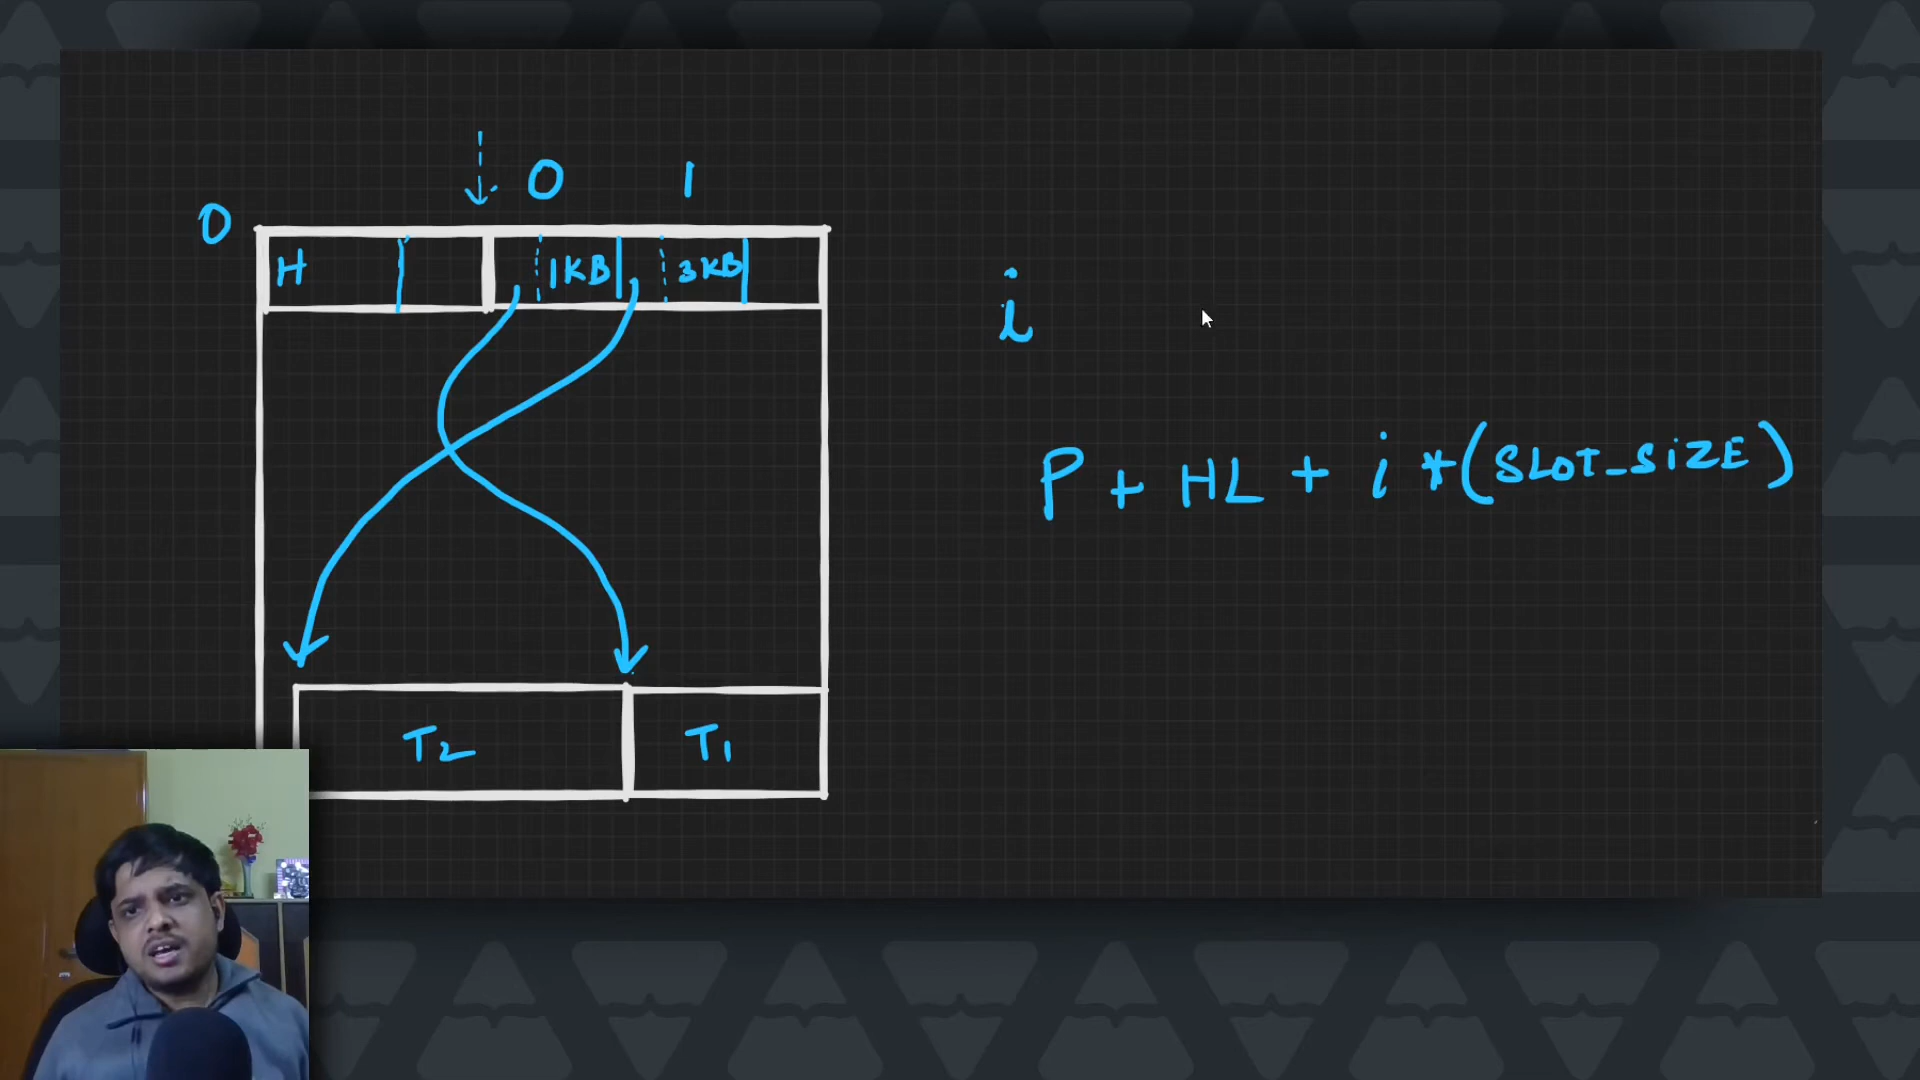 0 1
0
H 1KB 3KB
i
P + HL + i *(SLOT_SIZE)
T2 T1